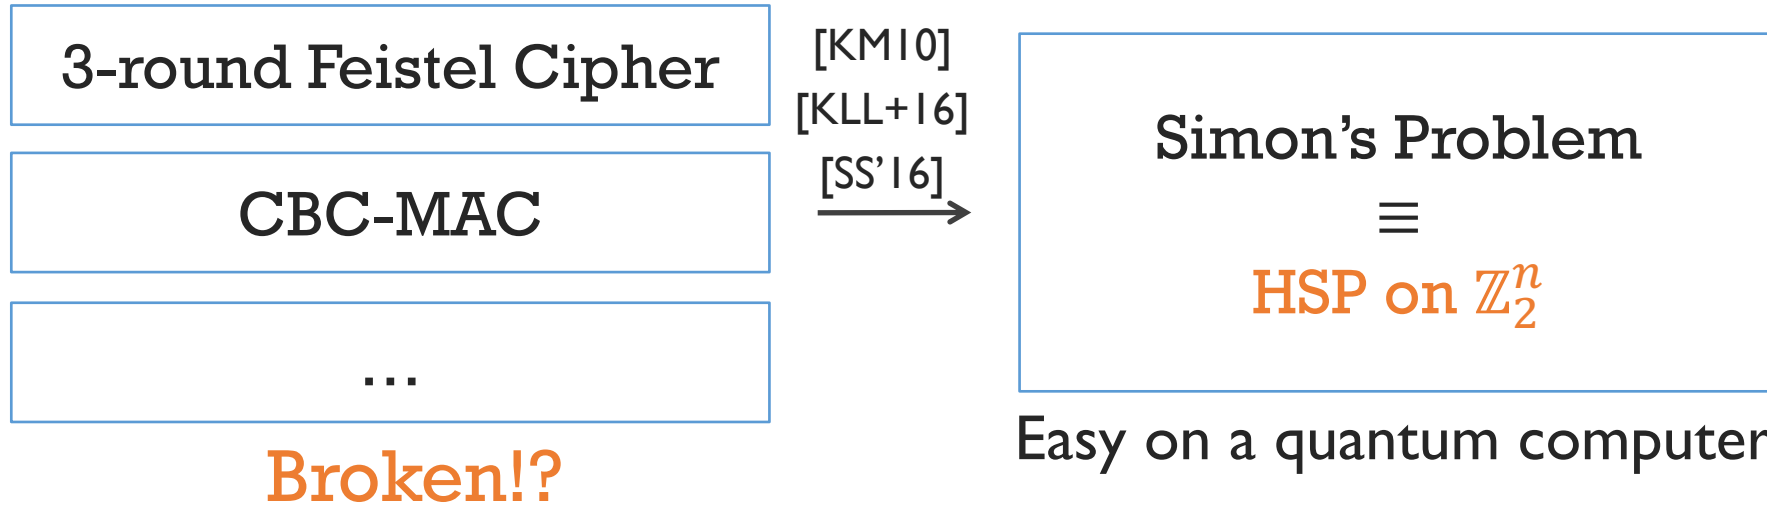 3-round Feistel Cipher
CBC-MAC
...
Broken!?
[KM10]
[KLL+16]
[SS'16]
Simon's Problem
≡
HSP on ℤ₂ⁿ
Easy on a quantum computer